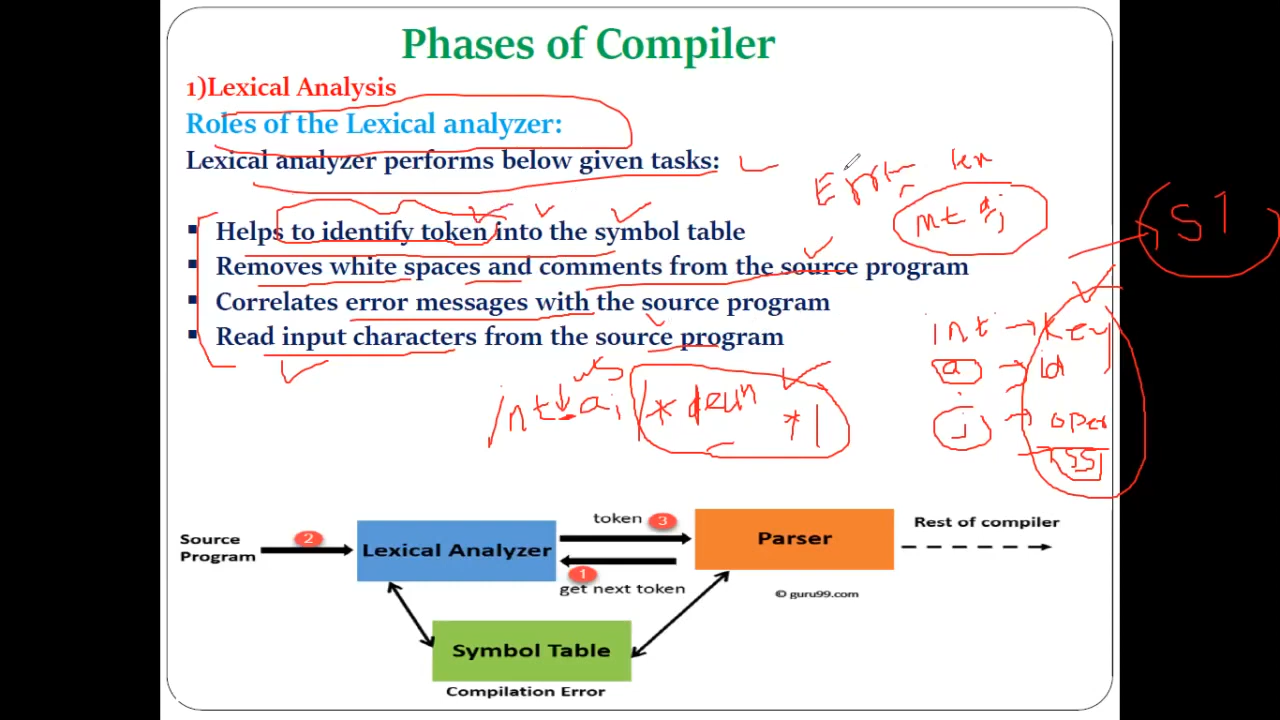 Phases of Compiler
1)Lexical Analysis
Roles of the Lexical analyzer:
Lexical analyzer performs below given tasks:
Helps to identify token into the symbol table
Removes white spaces and comments from the source program
Correlates error messages with the source program
Read input characters from the source program
int → key
a → id
oper
Source Program
2
Lexical Analyzer
token 3
1
get next token
Parser
Rest of compiler
© guru99.com
Symbol Table
Compilation Error